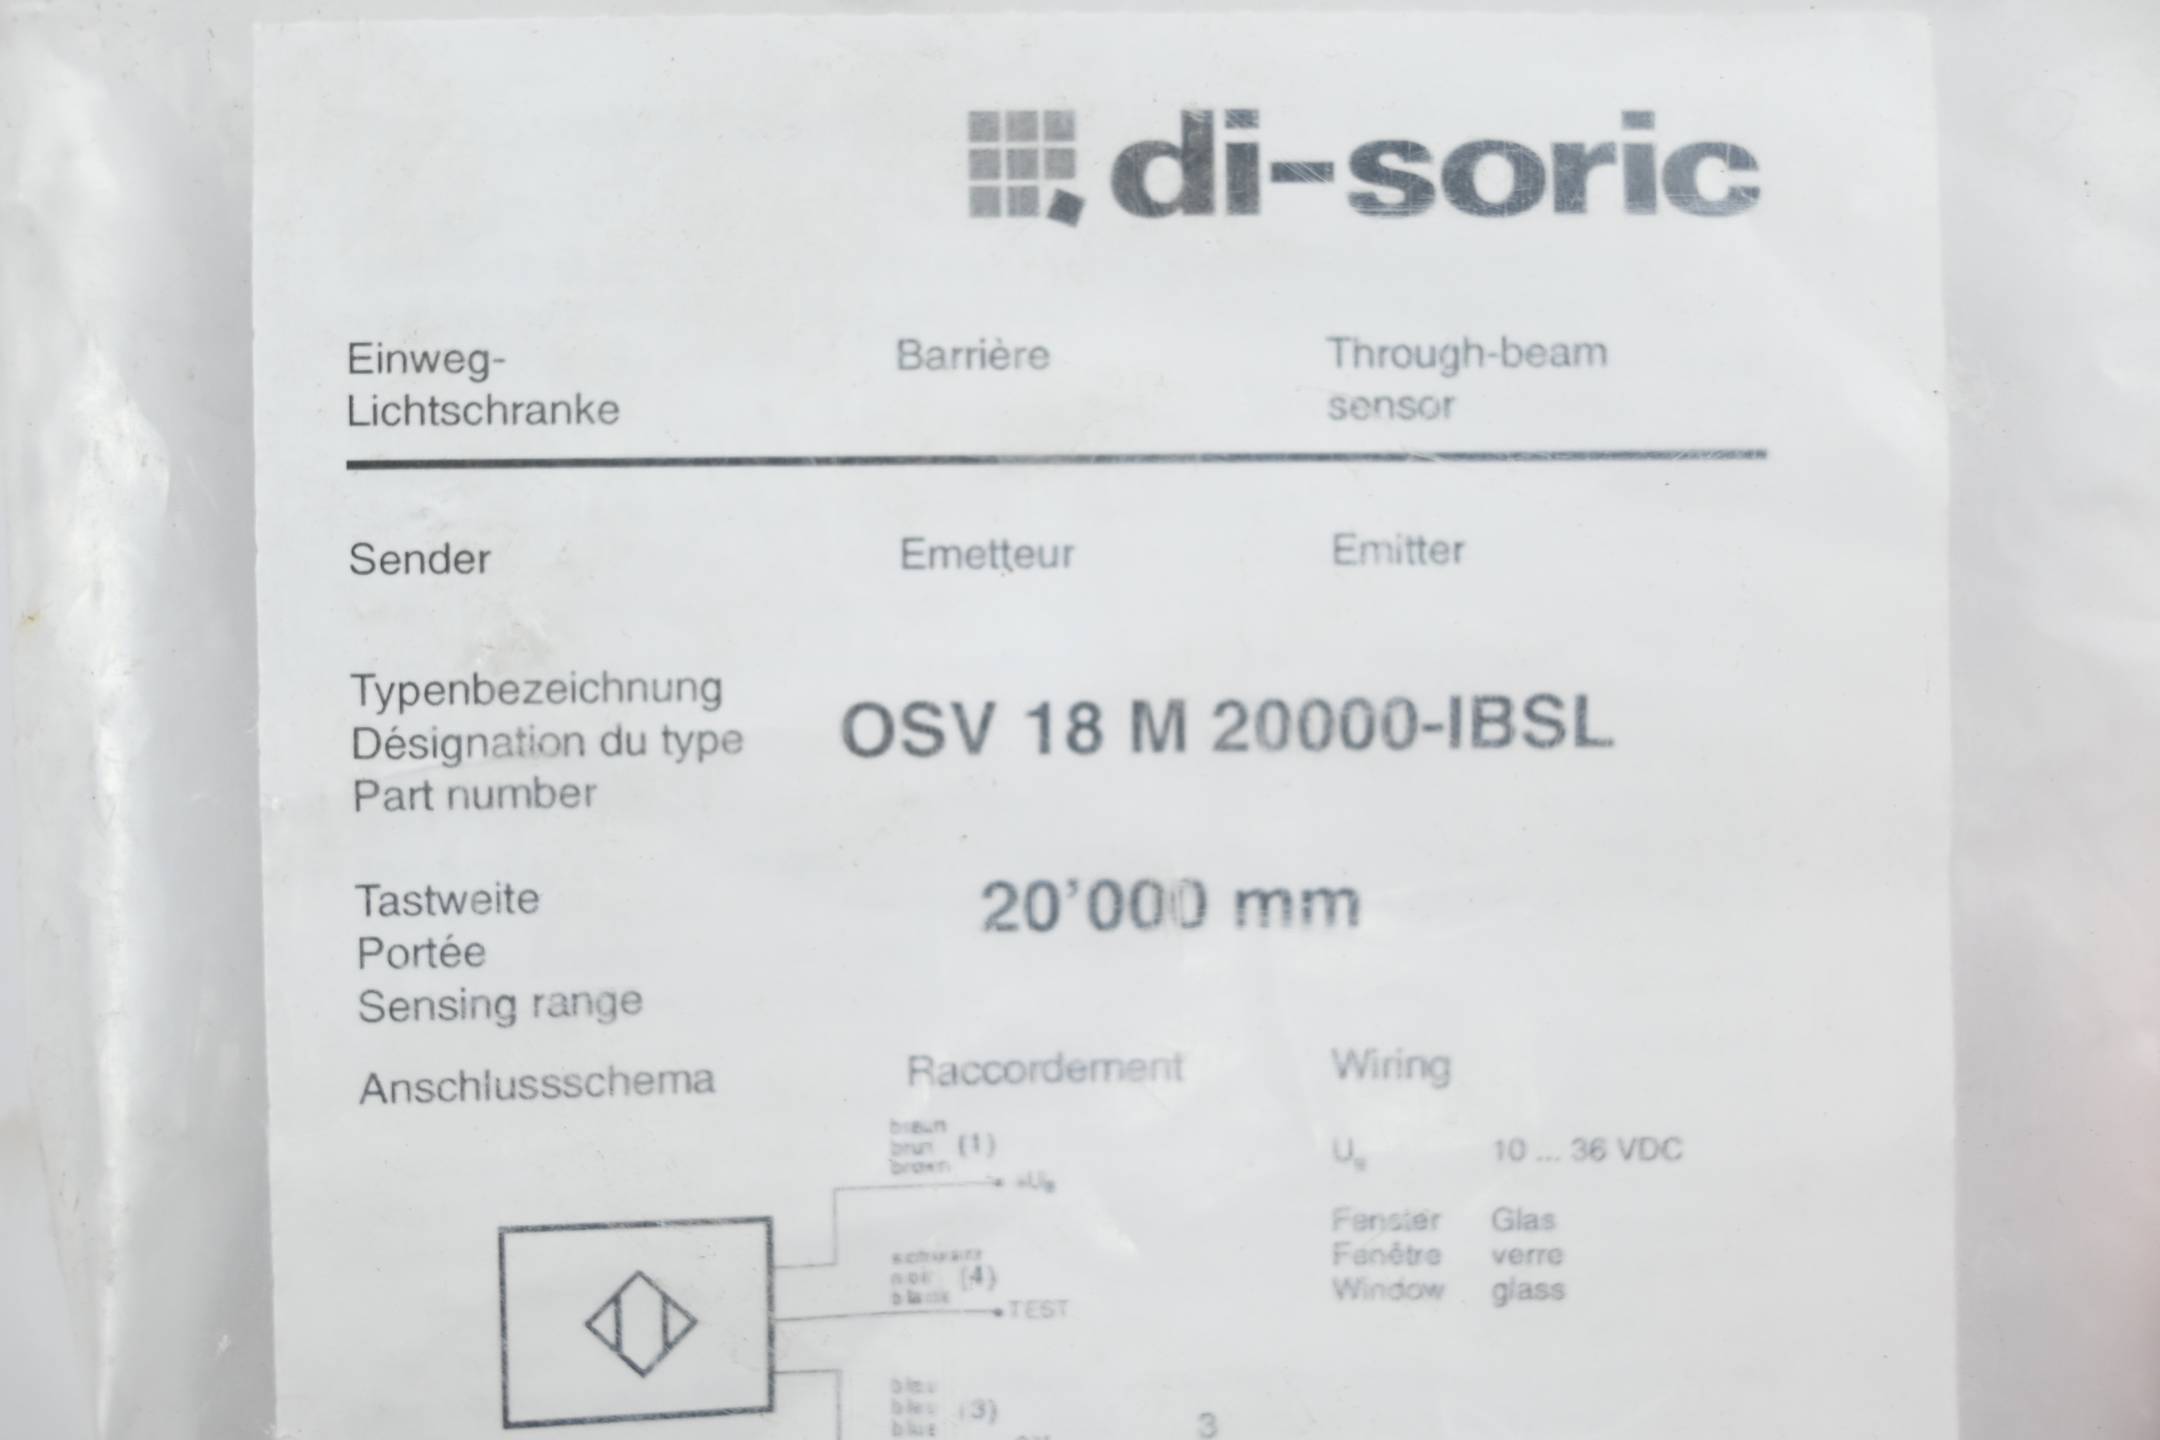 di-soric
Einweg- Barrière Through-beam
Lichtschranke sensor
Sender Emetteur Emitter
Typenbezeichnung
Désignation du type OSV 18 M 20000-IBSL
Part number
Tastweite 20'000 mm
Portée
Sensing range
Anschlussschema Raccordement Wiring
braun
brun (1)
brown
+UB
UB 10 ... 36 VDC
Fenster Glas
Fenêtre verre
Window glass
schwarz
noir (4)
black
TEST
blau
bleu (3)
blue
3